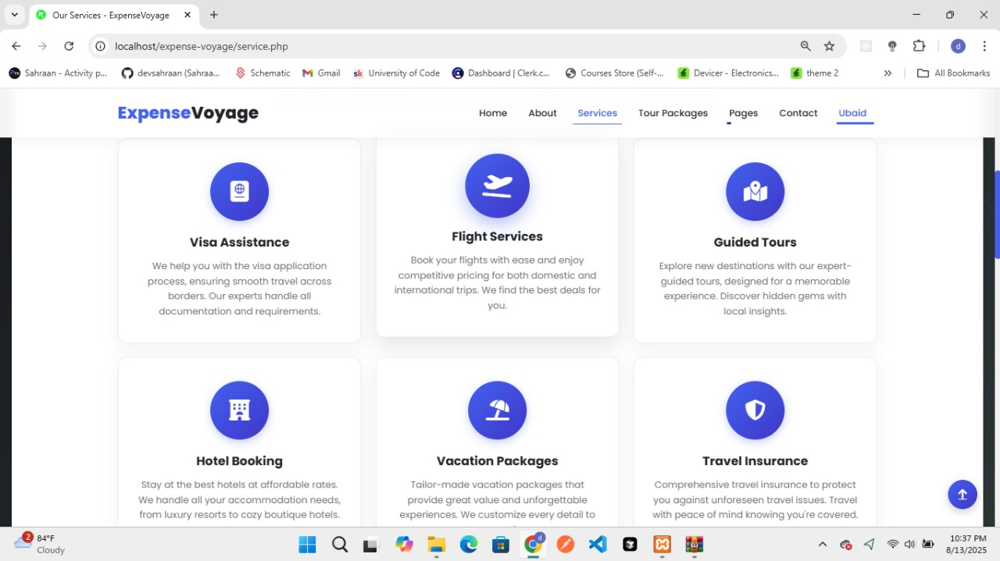 Our Services - ExpenseVoyage
localhost/expense-voyage/service.php
d
Sahraan - Activity p...
devsahraan (Sahraa...
Schematic
Gmail
sk University of Code
Dashboard | Clerk.c...
Courses Store (Self-...
Devicer - Electronics...
theme 2
All Bookmarks
ExpenseVoyage
Home
About
Services
Tour Packages
Pages
Contact
Ubaid
Visa Assistance
We help you with the visa application
process, ensuring smooth travel across
borders. Our experts handle all
documentation and requirements.
Flight Services
Book your flights with ease and enjoy
competitive pricing for both domestic and
international trips. We find the best deals for
you.
Guided Tours
Explore new destinations with our expert-
guided tours, designed for a memorable
experience. Discover hidden gems with
local insights.
Hotel Booking
Stay at the best hotels at affordable rates.
We handle all your accommodation needs,
from luxury resorts to cozy boutique hotels.
Vacation Packages
Tailor-made vacation packages that
provide great value and unforgettable
experiences. We customize every detail to
Travel Insurance
Comprehensive travel insurance to protect
you against unforeseen travel issues. Travel
with peace of mind knowing you're covered.
2
84°F
Cloudy
d
10:37 PM
8/13/2025